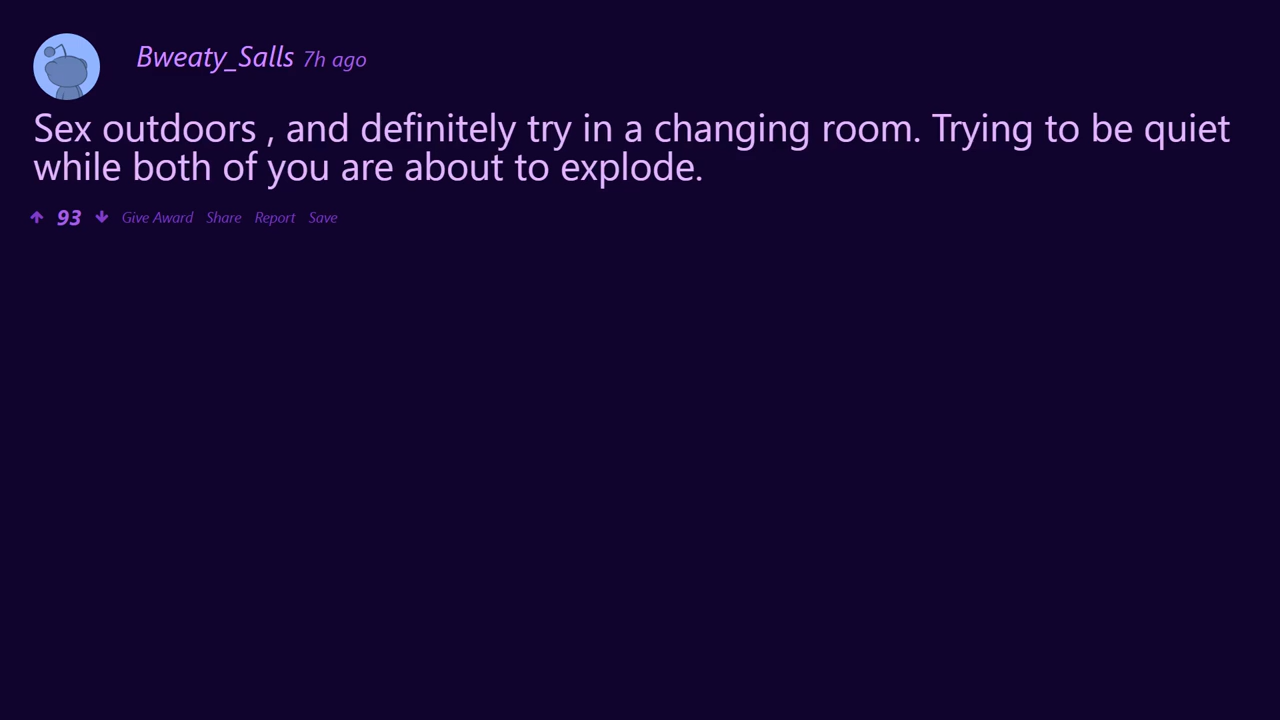 Bweaty_Salls 7h ago
Sex outdoors , and definitely try in a changing room. Trying to be quiet
while both of you are about to explode.
93 Give Award Share Report Save